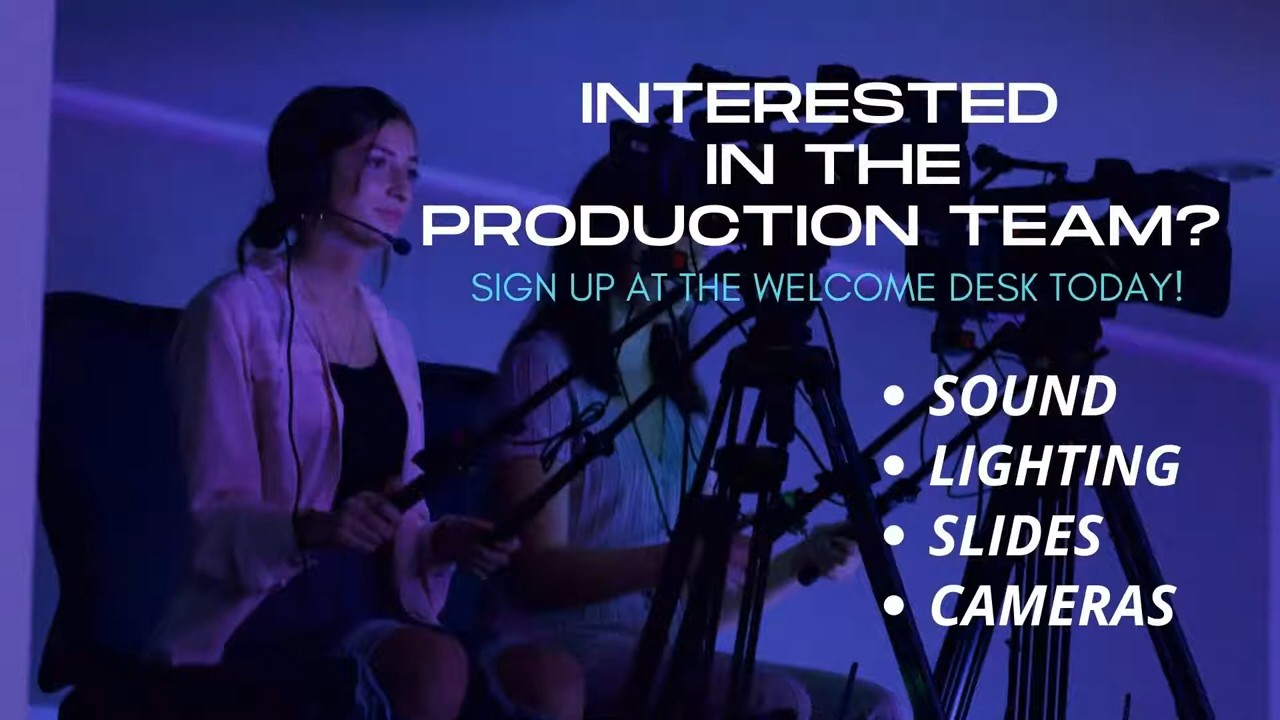 INTERESTED
IN THE
PRODUCTION TEAM?
SIGN UP AT THE WELCOME DESK TODAY!
• SOUND
• LIGHTING
• SLIDES
• CAMERAS